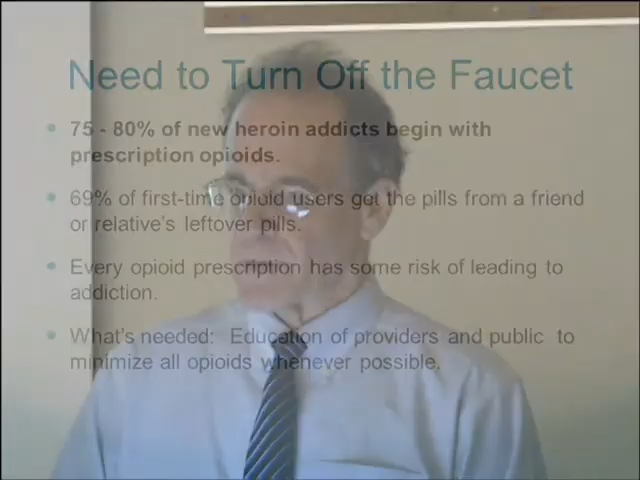 Need to Turn Off the Faucet
• 75 - 80% of new heroin addicts begin with
prescription opioids.
• 69% of first-time opioid users get the pills from a friend
or relative's leftover pills.
• Every opioid prescription has some risk of leading to
addiction.
• What's needed: Education of providers and public to
minimize all opioids whenever possible.